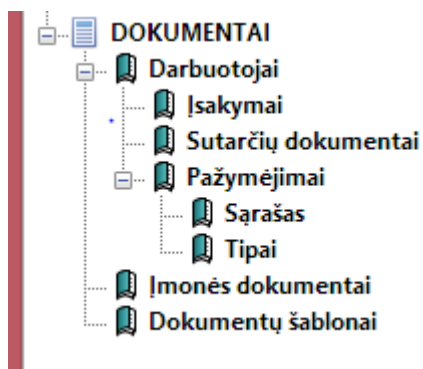 DOKUMENTAI
Darbuotojai
Įsakymai
Sutarčių dokumentai
Pažymėjimai
Sąrašas
Tipai
Įmonės dokumentai
Dokumentų šablonai